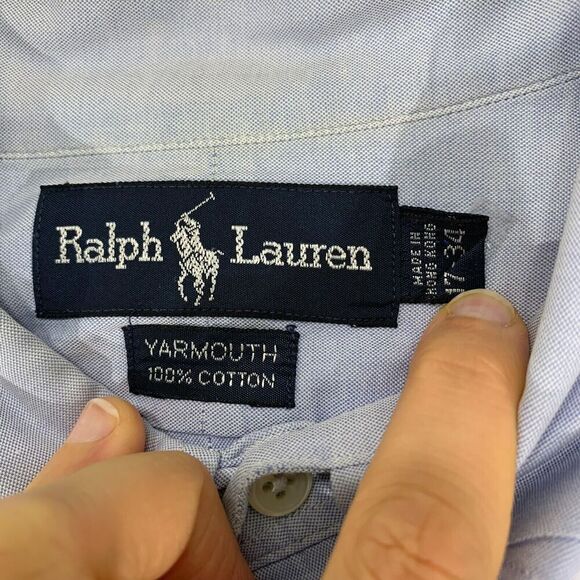 Ralph Lauren
MADE IN
HONG KONG
17-34
YARMOUTH
100% COTTON